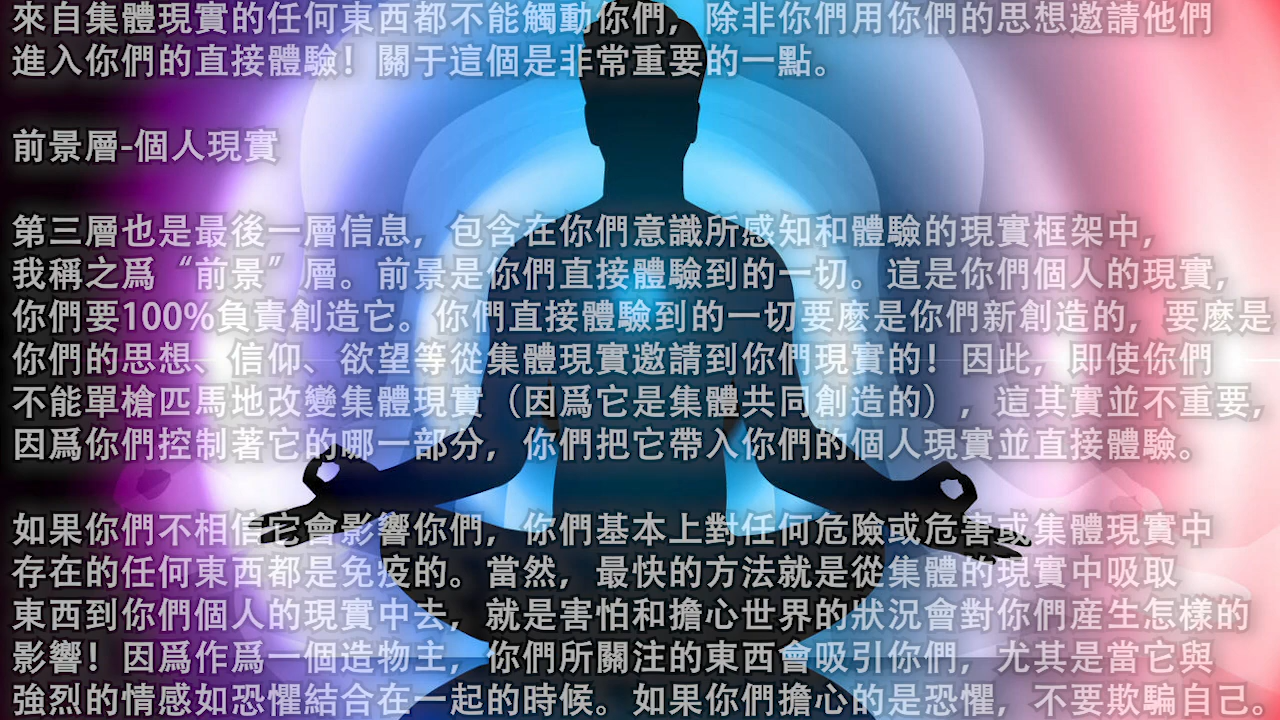 來自集體現實的任何東西都不能觸動你們，除非你們用你們的思想邀請他們
進入你們的直接體驗！關于這個是非常重要的一點。
前景層-個人現實
第三層也是最後一層信息，包含在你們意識所感知和體驗的現實框架中，
我稱之爲“前景”層。前景是你們直接體驗到的一切。這是你們個人的現實，
你們要100%負責創造它。你們直接體驗到的一切要麽是你們新創造的，要麽是
你們的思想、信仰、欲望等從集體現實邀請到你們現實的！因此，即使你們
不能單槍匹馬地改變集體現實（因爲它是集體共同創造的），這其實並不重要，
因爲你們控制著它的哪一部分，你們把它帶入你們的個人現實並直接體驗。
如果你們不相信它會影響你們，你們基本上對任何危險或危害或集體現實中
存在的任何東西都是免疫的。當然，最快的方法就是從集體的現實中吸取
東西到你們個人的現實中去，就是害怕和擔心世界的狀況會對你們産生怎樣的
影響！因爲作爲一個造物主，你們所關注的東西會吸引你們，尤其是當它與
強烈的情感如恐懼結合在一起的時候。如果你們擔心的是恐懼，不要欺騙自己。